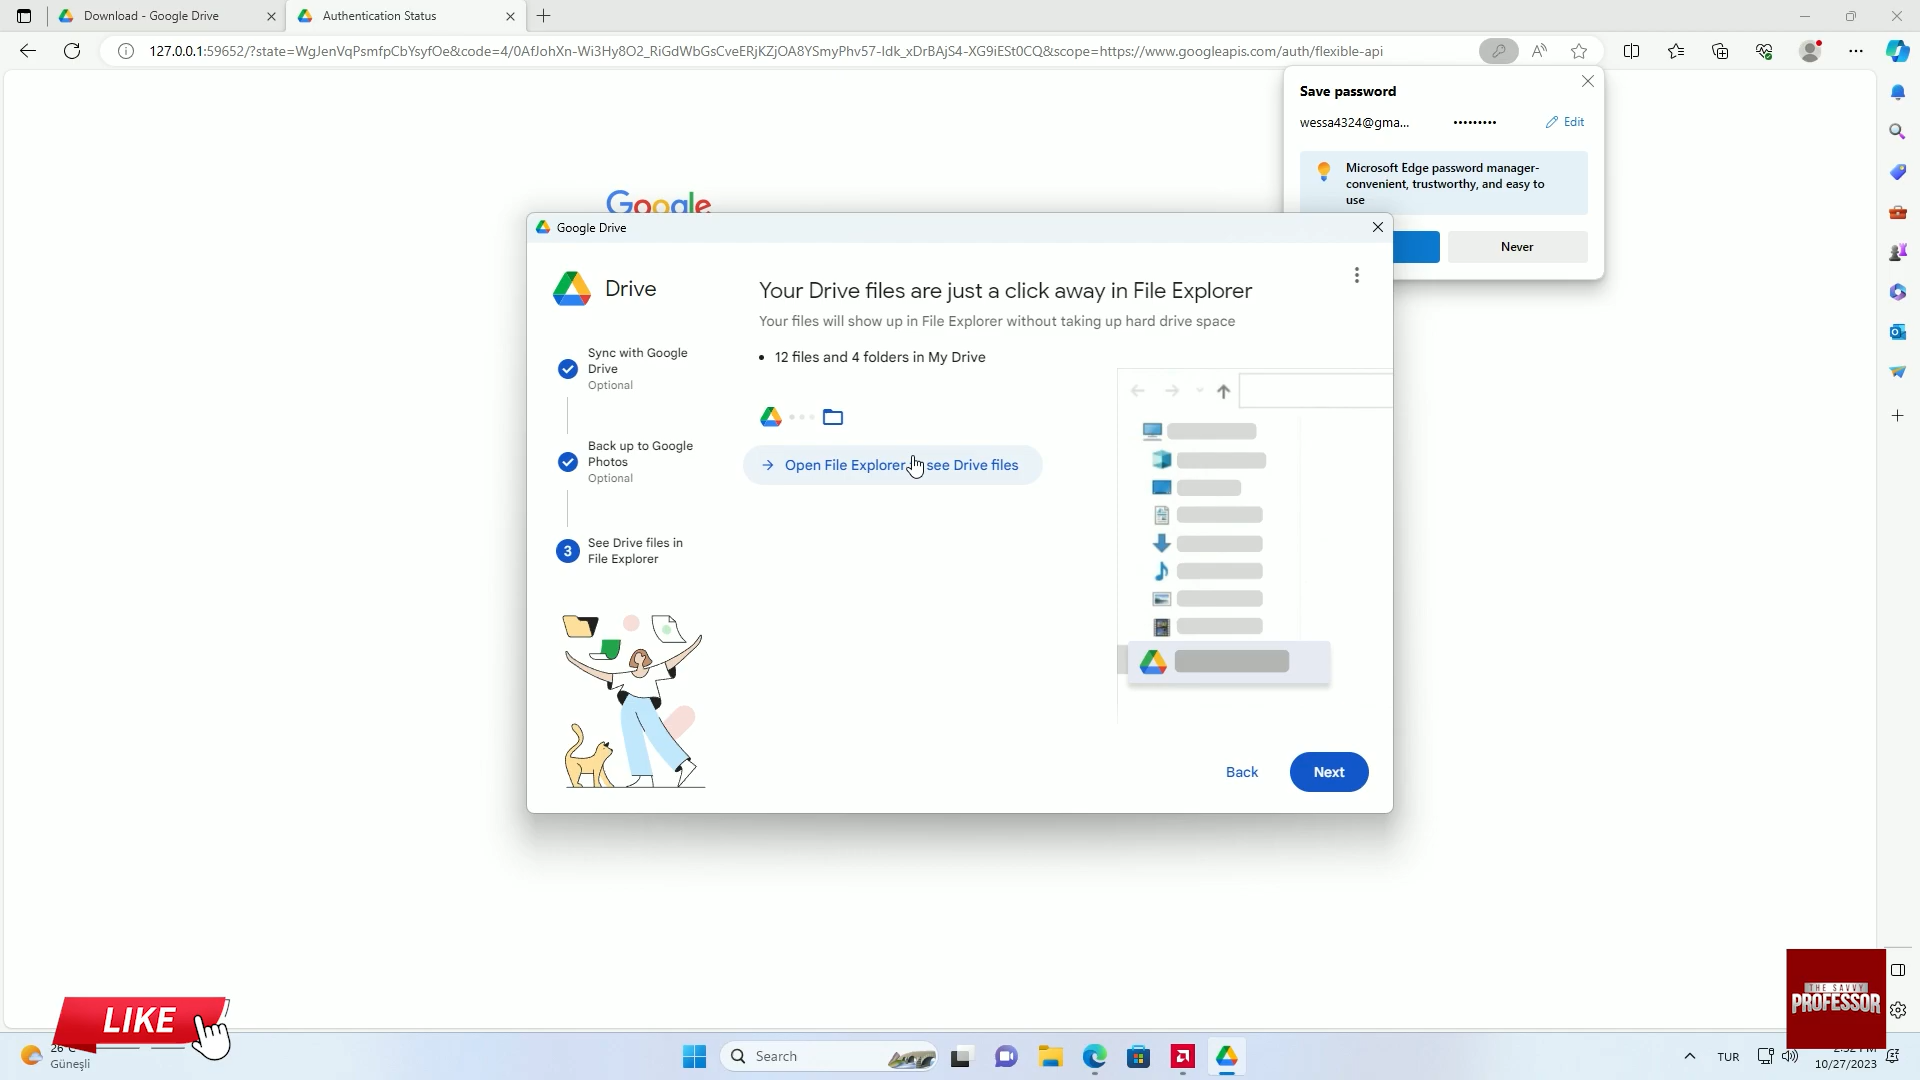 Download - Google Drive
Authentication Status
127.0.0.1:59652/?state=WgJenVqPsmfpCbYsyfOe&code=4/0AfJohXn-Wi3Hy8O2_RiGdWbGsCveERjKZjOA8YSmyPhv57-Idk_xDrBAjS4-XG9iESt0CQ&scope=https://www.googleapis.com/auth/flexible-api
Save password
wessa4324@gma...
•••••••••
Edit
Microsoft Edge password manager-
convenient, trustworthy, and easy to
use
Never
Google
Google Drive
Drive
Your Drive files are just a click away in File Explorer
Your files will show up in File Explorer without taking up hard drive space
• 12 files and 4 folders in My Drive
Open File Explorer see Drive files
Sync with Google
Drive
Optional
Back up to Google
Photos
Optional
3
See Drive files in
File Explorer
Back
Next
THE SAVVY
PROFESSOR
LIKE
26°C
Güneşli
Search
TUR
10/27/2023